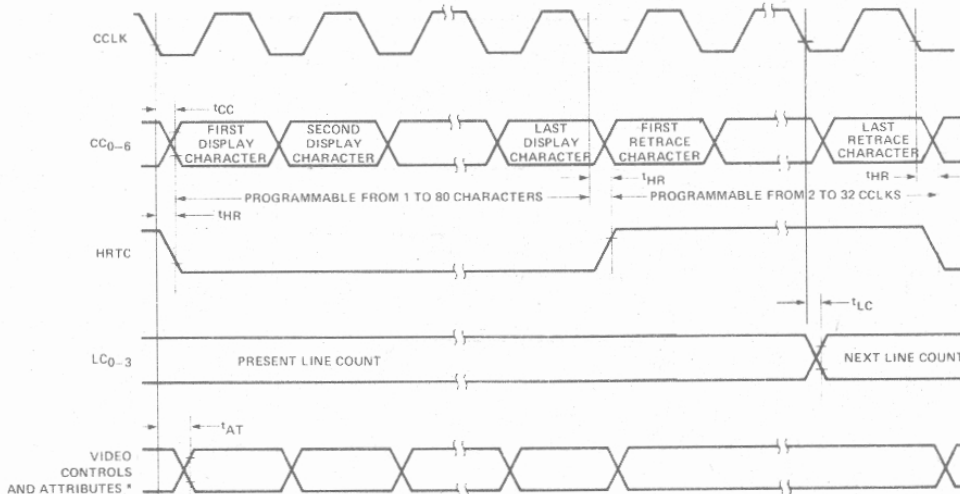 CCLK
tCC
CC0–6
FIRST
DISPLAY
CHARACTER
SECOND
DISPLAY
CHARACTER
LAST
DISPLAY
CHARACTER
FIRST
RETRACE
CHARACTER
LAST
RETRACE
CHARACTER
tHR
tHR
PROGRAMMABLE FROM 1 TO 80 CHARACTERS
PROGRAMMABLE FROM 2 TO 32 CCLKS
tHR
HRTC
tLC
LC0–3
PRESENT LINE COUNT
NEXT LINE COUNT
tAT
VIDEO
CONTROLS
AND ATTRIBUTES *